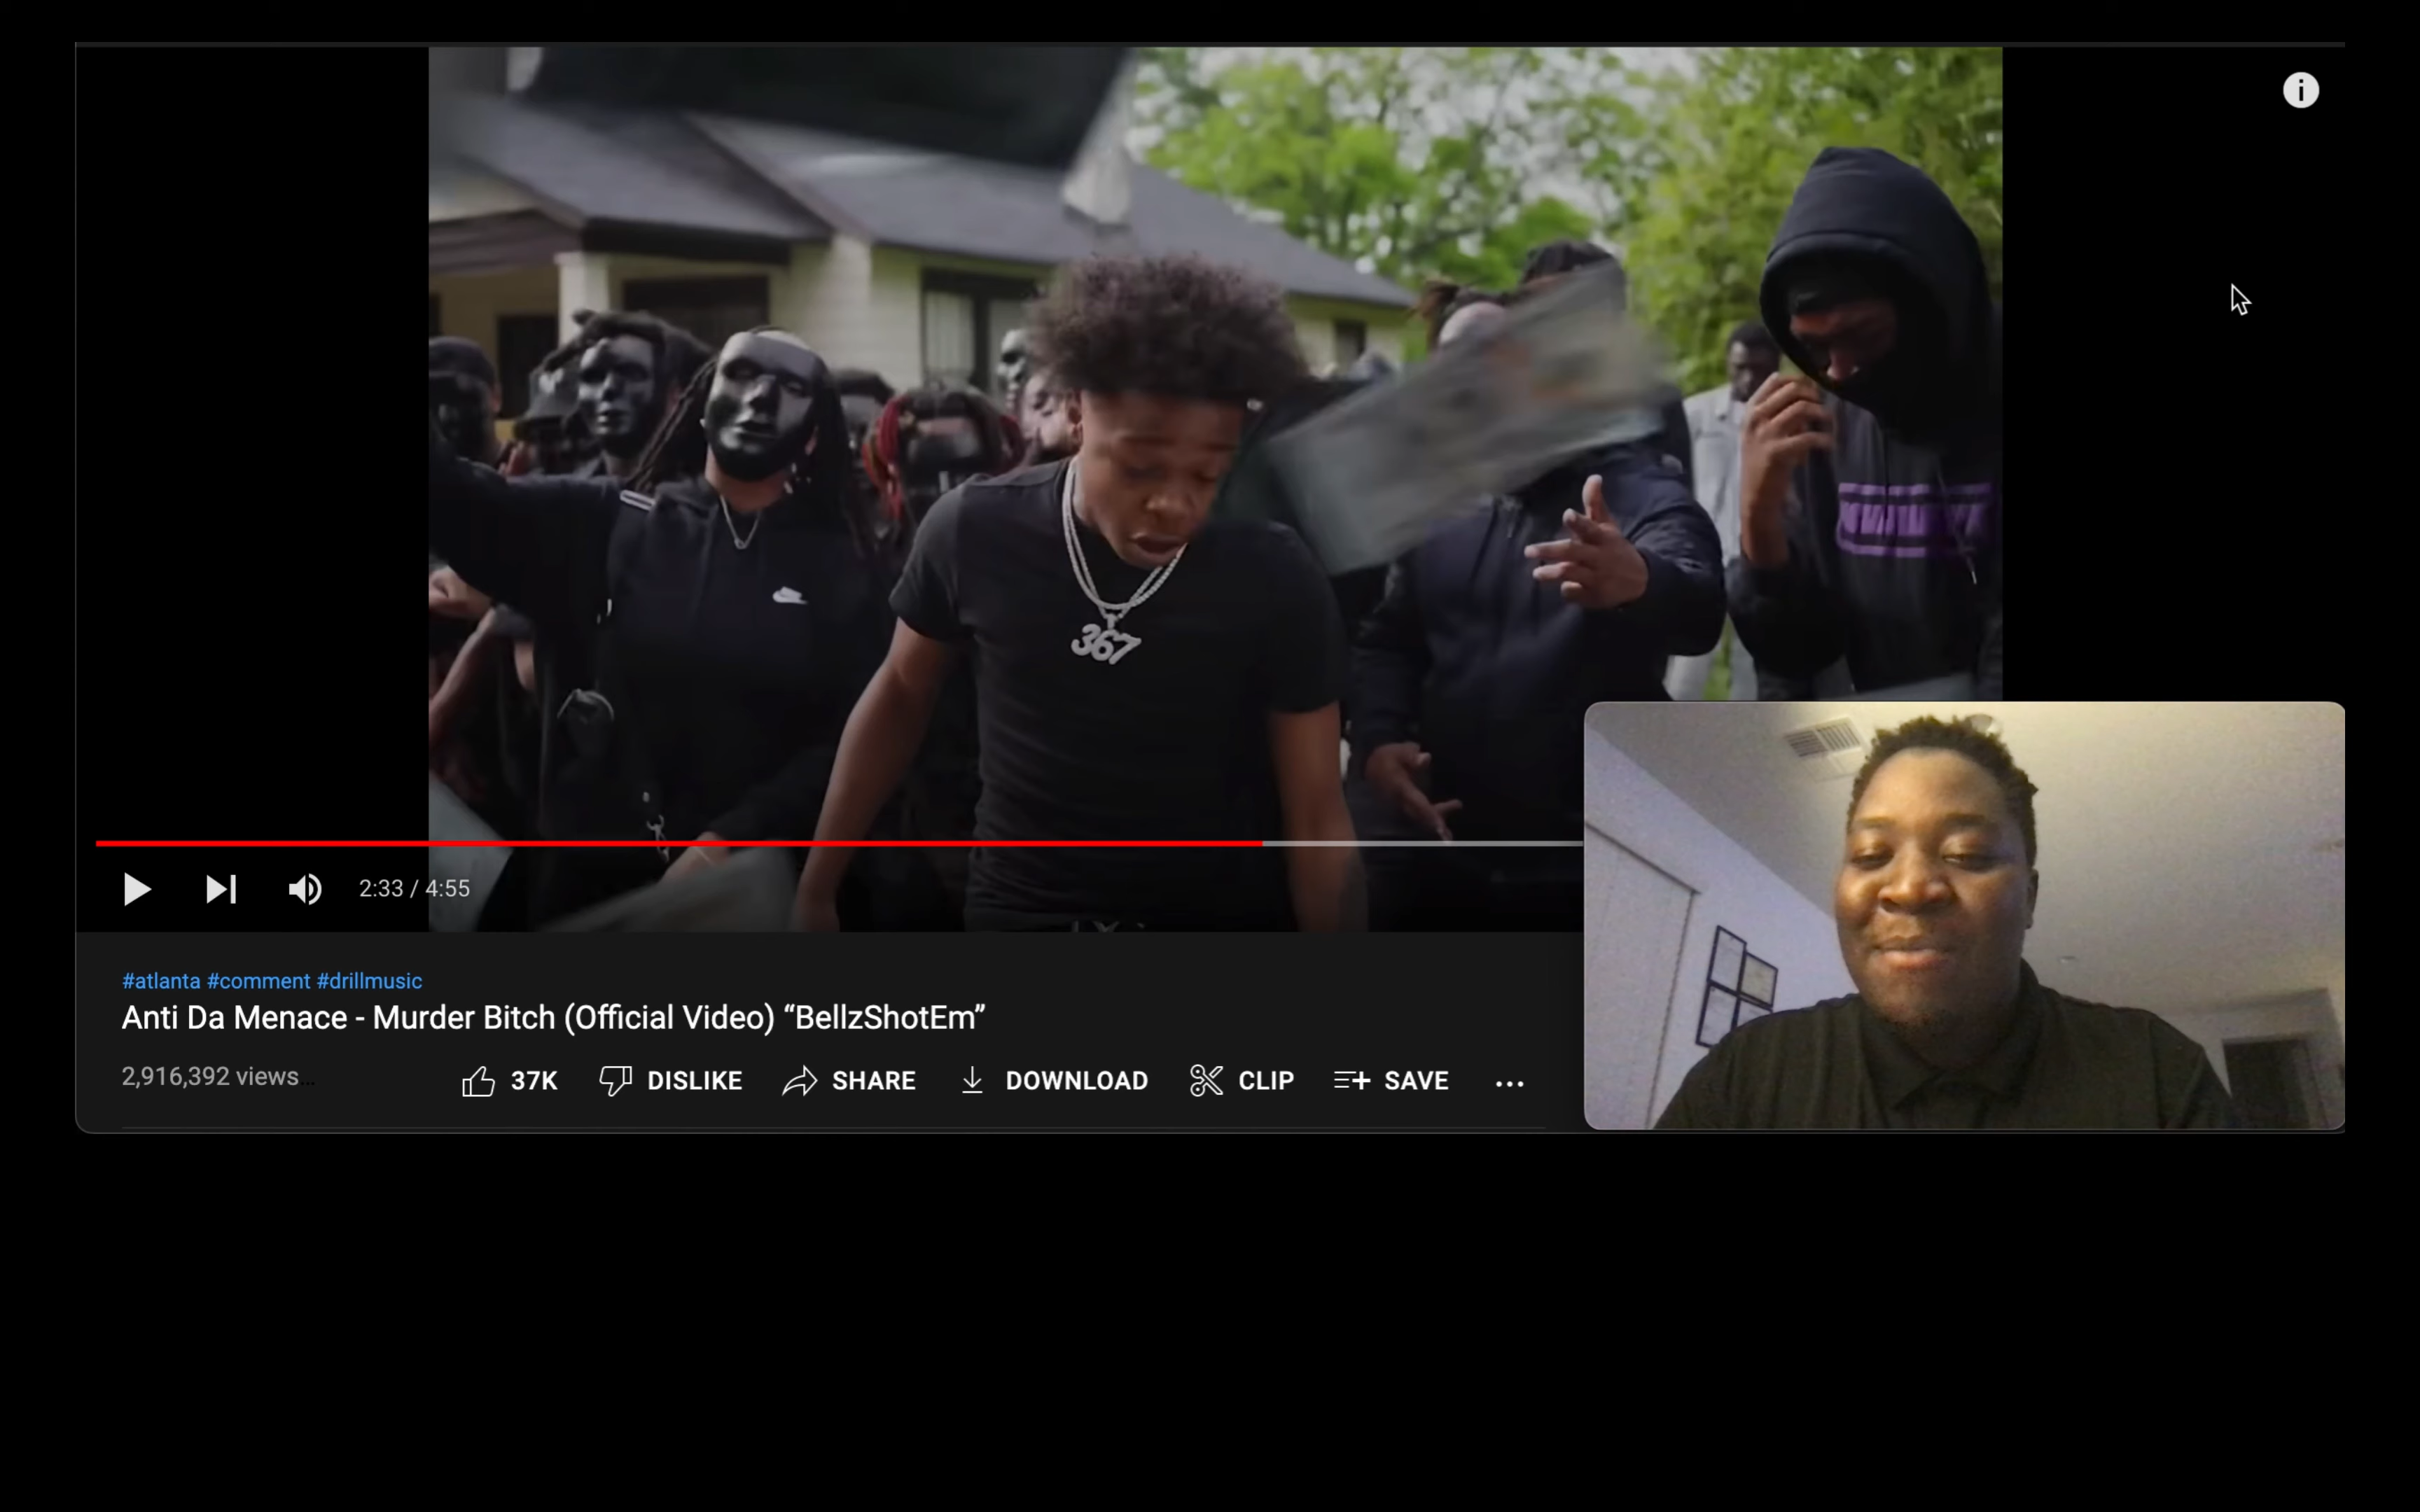 367
2:33 / 4:55
#atlanta #comment #drillmusic
Anti Da Menace - Murder Bitch (Official Video) “BellzShotEm”
2,916,392 views...
37K
DISLIKE
SHARE
DOWNLOAD
CLIP
SAVE